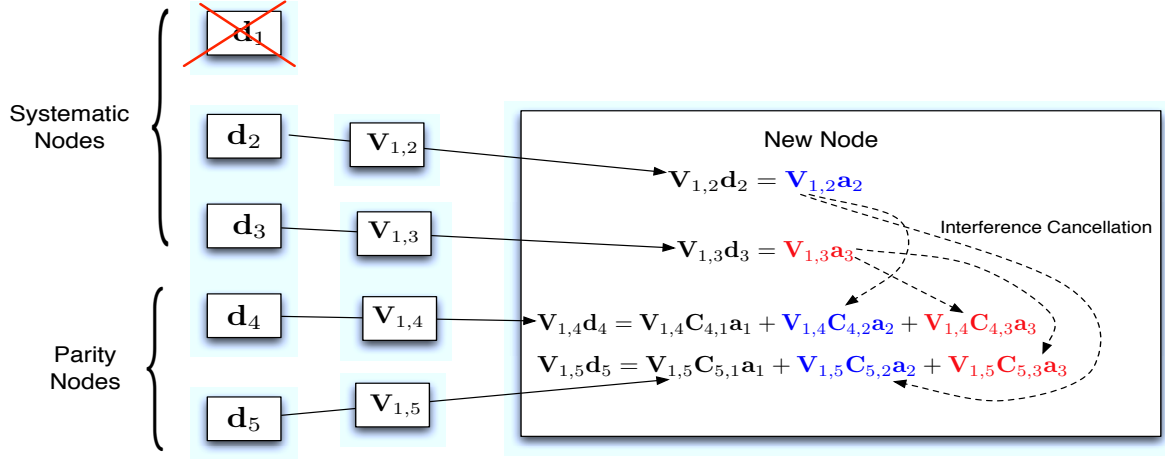 d₁
Systematic
Nodes
d₂
V₁,₂
New Node
V₁,₂d₂ = V₁,₂a₂
Interference Cancellation
d₃
V₁,₃
V₁,₃d₃ = V₁,₃a₃
d₄
V₁,₄
V₁,₄d₄ = V₁,₄C₄,₁a₁ + V₁,₄C₄,₂a₂ + V₁,₄C₄,₃a₃
Parity
Nodes
V₁,₅d₅ = V₁,₅C₅,₁a₁ + V₁,₅C₅,₂a₂ + V₁,₅C₅,₃a₃
d₅
V₁,₅